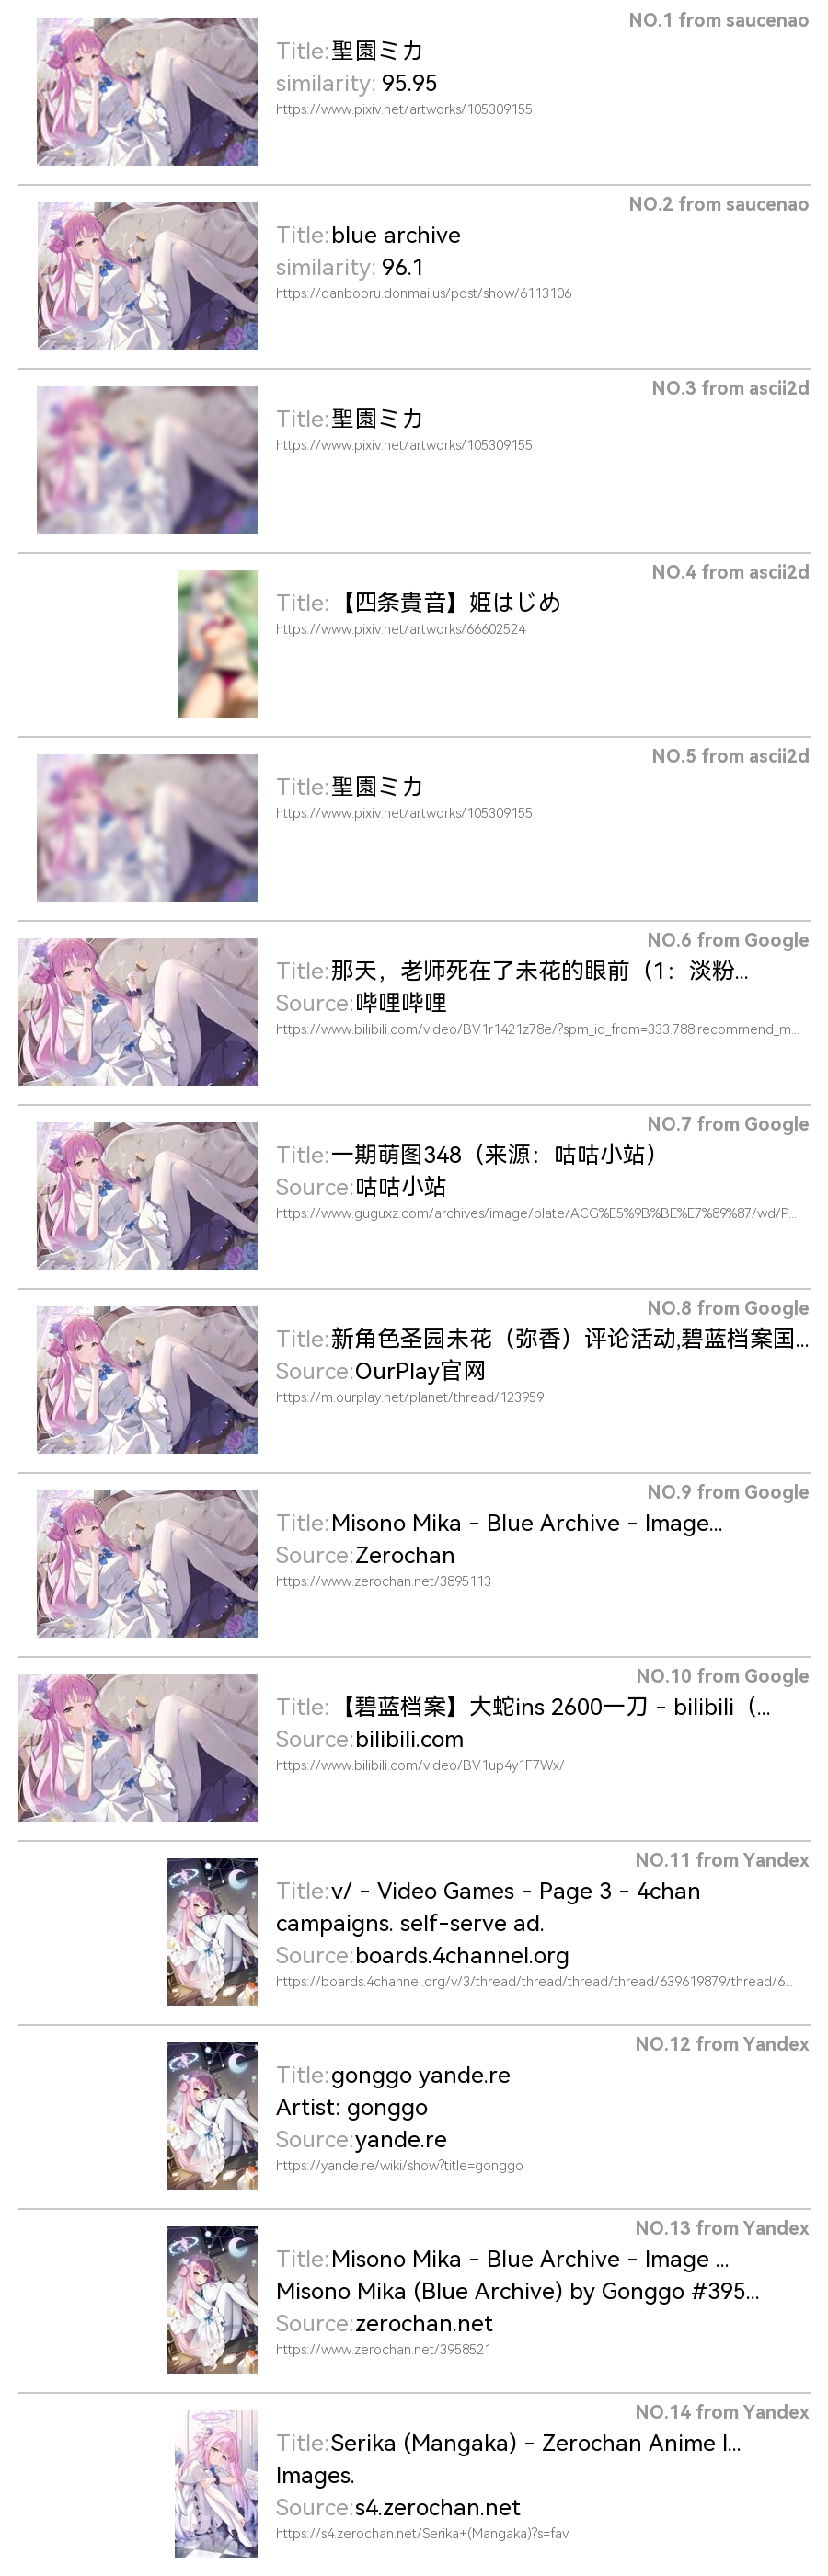 NO.1 from saucenao
Title:聖園ミカ
similarity: 95.95
https://www.pixiv.net/artworks/105309155
NO.2 from saucenao
Title:blue archive
similarity: 96.1
https://danbooru.donmai.us/post/show/6113106
NO.3 from ascii2d
Title:聖園ミカ
https://www.pixiv.net/artworks/105309155
NO.4 from ascii2d
Title:【四条貴音】姫はじめ
https://www.pixiv.net/artworks/66602524
NO.5 from ascii2d
Title:聖園ミカ
https://www.pixiv.net/artworks/105309155
NO.6 from Google
Title:那天，老师死在了未花的眼前（1：淡粉...
Source:哔哩哔哩
https://www.bilibili.com/video/BV1r1421z78e/?spm_id_from=333.788.recommend_m...
NO.7 from Google
Title:一期萌图348（来源：咕咕小站）
Source:咕咕小站
https://www.guguxz.com/archives/image/plate/ACG%E5%9B%BE%E7%89%87/wd/P...
NO.8 from Google
Title:新角色圣园未花（弥香）评论活动,碧蓝档案国...
Source:OurPlay官网
https://m.ourplay.net/planet/thread/123959
NO.9 from Google
Title:Misono Mika - Blue Archive - Image...
Source:Zerochan
https://www.zerochan.net/3895113
NO.10 from Google
Title:【碧蓝档案】大蛇ins 2600一刀 - bilibili（...
Source:bilibili.com
https://www.bilibili.com/video/BV1up4y1F7Wx/
NO.11 from Yandex
Title:v/ - Video Games - Page 3 - 4chan
campaigns. self-serve ad.
Source:boards.4channel.org
https://boards.4channel.org/v/3/thread/thread/thread/thread/639619879/thread/6...
NO.12 from Yandex
Title:gonggo yande.re
Artist: gonggo
Source:yande.re
https://yande.re/wiki/show?title=gonggo
NO.13 from Yandex
Title:Misono Mika - Blue Archive - Image ...
Misono Mika (Blue Archive) by Gonggo #395...
Source:zerochan.net
https://www.zerochan.net/3958521
NO.14 from Yandex
Title:Serika (Mangaka) - Zerochan Anime I...
Images.
Source:s4.zerochan.net
https://s4.zerochan.net/Serika+(Mangaka)?s=fav